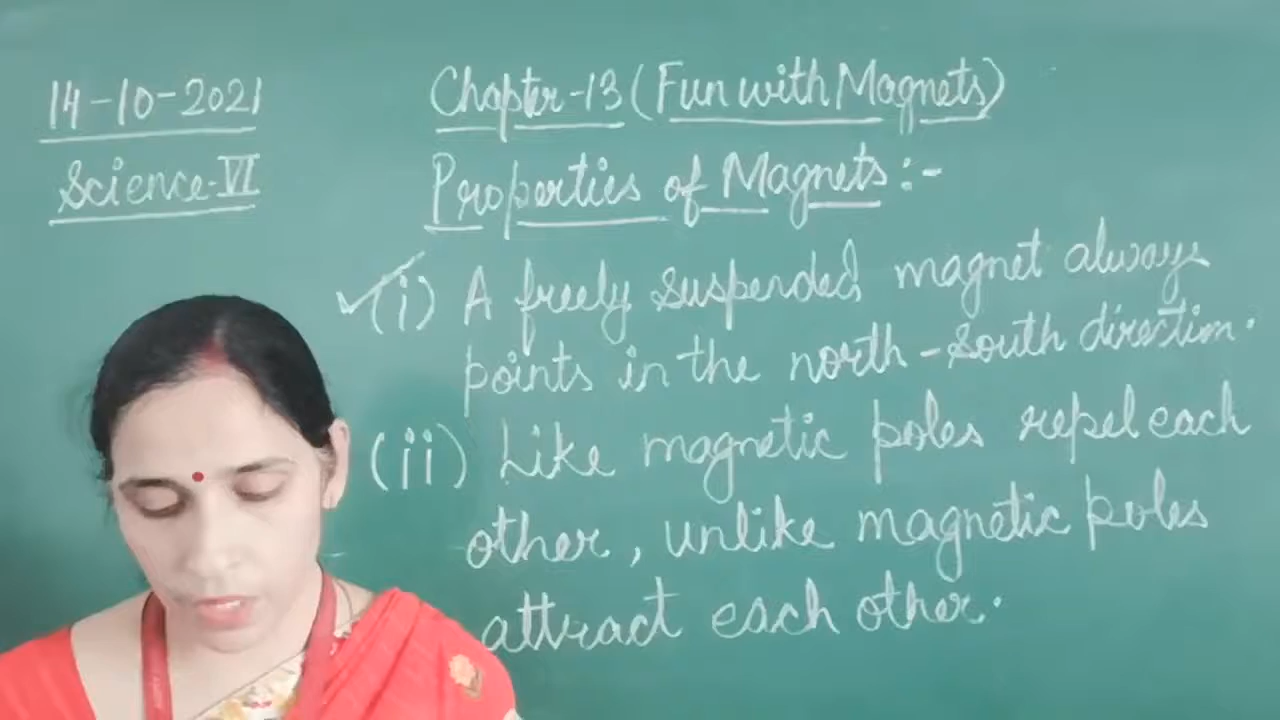 14-10-2021
Science-VI
Chapter-13 (Fun with Magnets)
Properties of Magnets:-
(i) A freely suspended magnet always
points in the north-south direction.
(ii) Like magnetic poles repel each
other, unlike magnetic poles
attract each other.